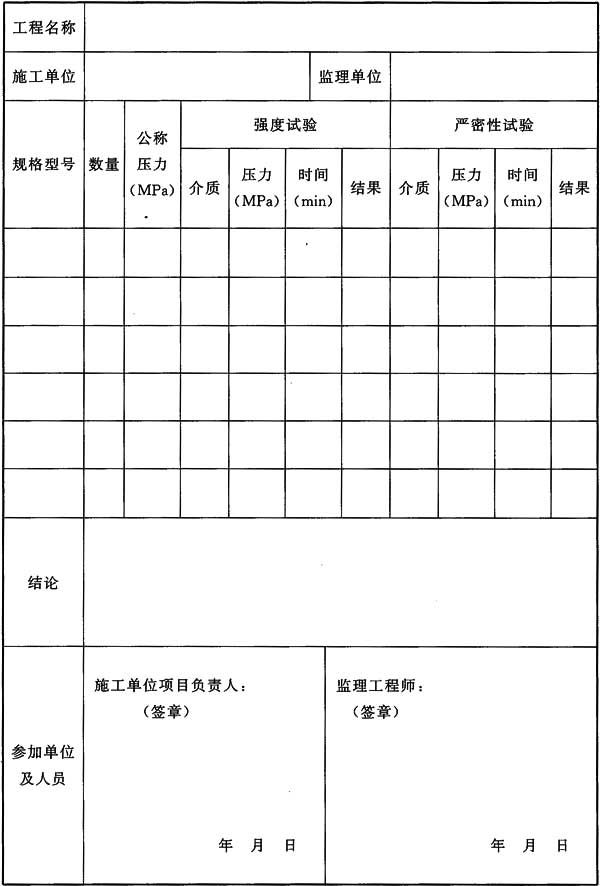 工程名称
施工单位 监理单位
规格型号 数量 公称压力(MPa) 强度试验 严密性试验
介质 压力(MPa) 时间(min) 结果 介质 压力(MPa) 时间(min) 结果
结论
参加单位及人员
施工单位项目负责人：
（签章）
年 月 日
监理工程师：
（签章）
年 月 日